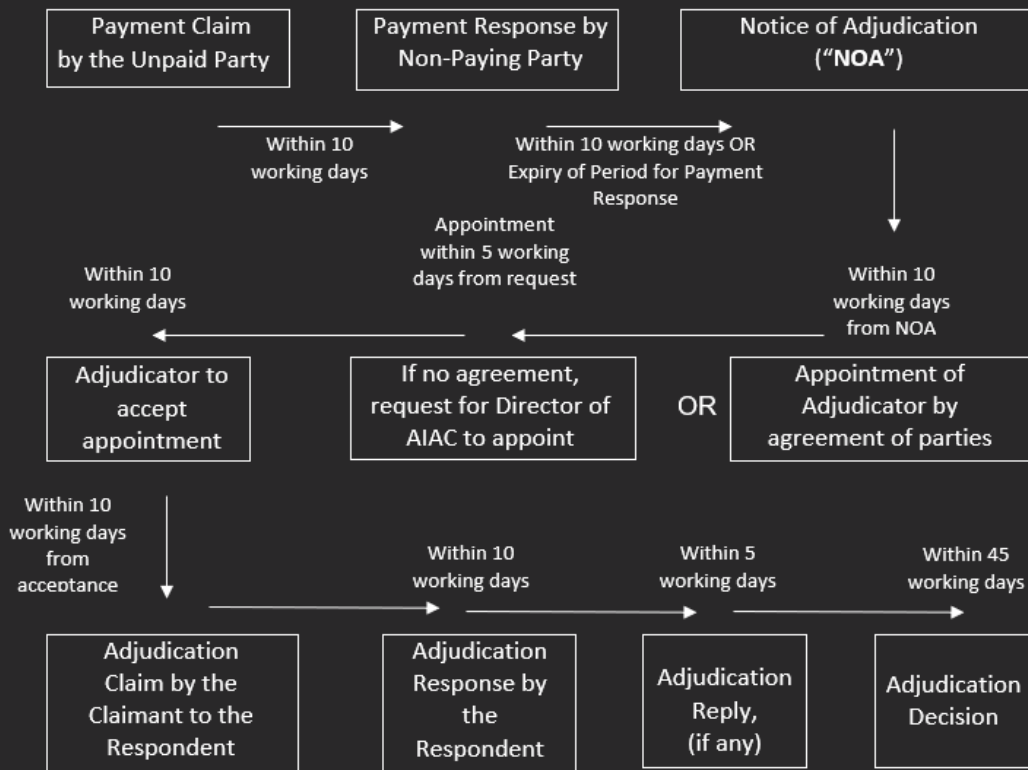 Payment Claim
by the Unpaid Party
Payment Response by
Non-Paying Party
Notice of Adjudication
(“NOA”)
Within 10
working days
Within 10 working days OR
Expiry of Period for Payment
Response
Within 10
working days
from NOA
Appointment
within 5 working
days from request
Within 10
working days
Appointment of
Adjudicator by
agreement of parties
OR
If no agreement,
request for Director of
AIAC to appoint
Adjudicator to
accept
appointment
Within 10
working days
from
acceptance
Within 10
working days
Within 5
working days
Within 45
working days
Adjudication
Claim by the
Claimant to the
Respondent
Adjudication
Response by
the
Respondent
Adjudication
Reply,
(if any)
Adjudication
Decision